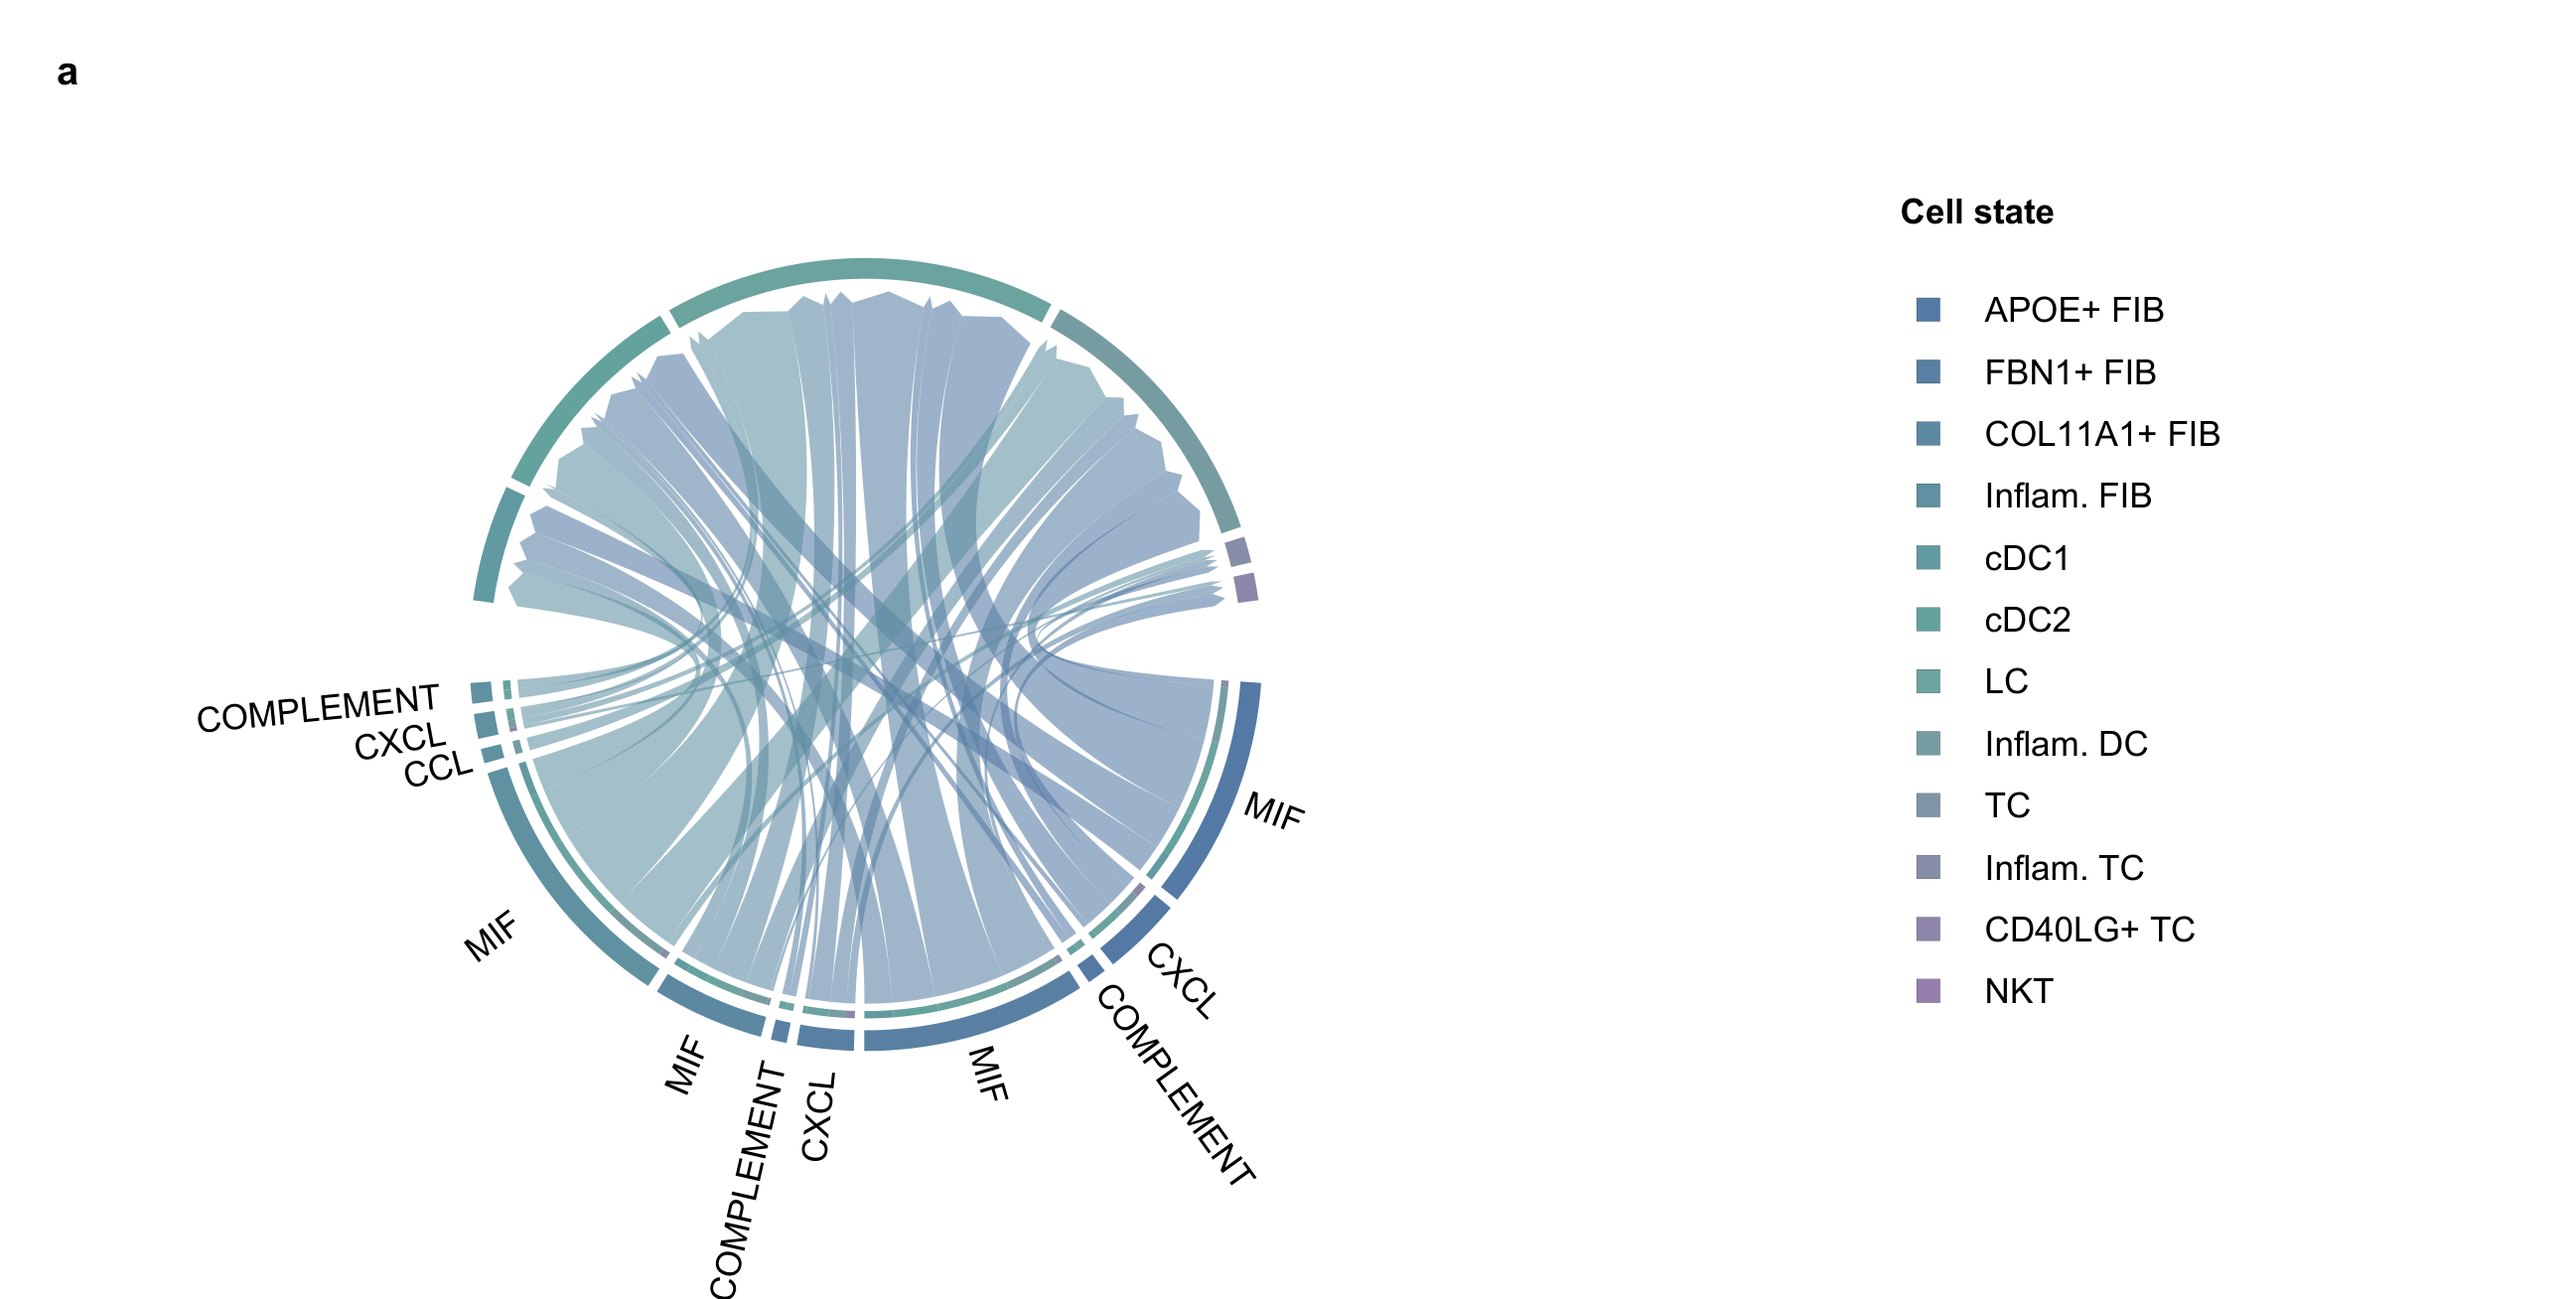 a
Cell state
APOE+ FIB
FBN1+ FIB
COL11A1+ FIB
Inflam. FIB
cDC1
cDC2
LC
Inflam. DC
TC
Inflam. TC
CD40LG+ TC
NKT
COMPLEMENT
CXCL
CCL
MIF
MIF
COMPLEMENT
CXCL
MIF
COMPLEMENT
CXCL
MIF